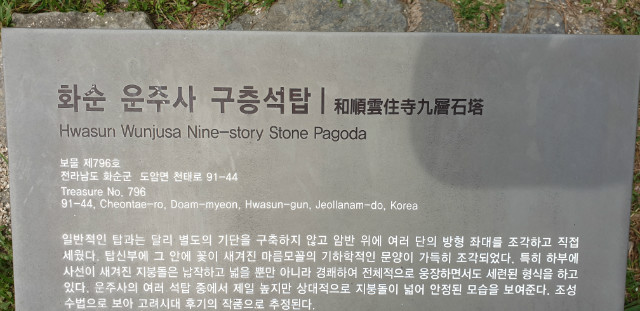 화순 운주사 구층석탑 | 和順雲住寺九層石塔
Hwasun Wunjusa Nine-story Stone Pagoda
보물 제796호
전라남도 화순군 도암면 천태로 91-44
Treasure No. 796
91-44, Cheontae-ro, Doam-myeon, Hwasun-gun, Jeollanam-do, Korea
일반적인 탑과는 달리 별도의 기단을 구축하지 않고 암반 위에 여러 단의 방형 좌대를 조각하고 직접
세웠다. 탑신부에 그 안에 꽃이 새겨진 마름모꼴의 기하학적인 문양이 가득히 조각되었다. 특히 하부에
사선이 새겨진 지붕돌은 납작하고 넓을 뿐만 아니라 경쾌하여 전체적으로 웅장하면서도 세련된 형식을 하고
있다. 운주사의 여러 석탑 중에서 제일 높지만 상대적으로 지붕돌이 넓어 안정된 모습을 보여준다. 조성
수법으로 보아 고려시대 후기의 작품으로 추정된다.